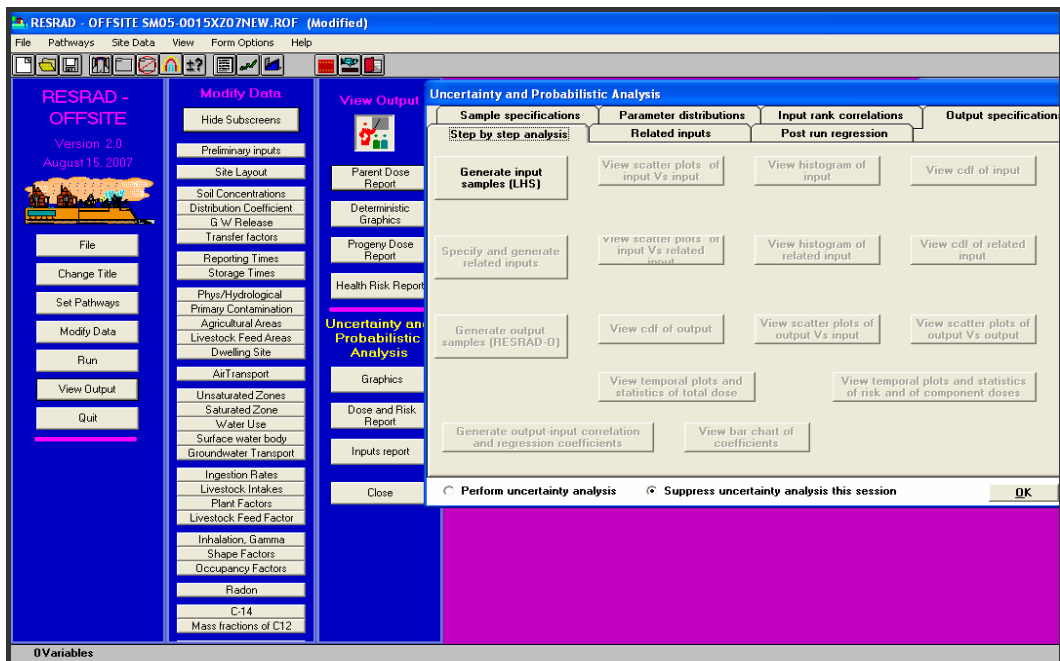 RESRAD - OFFSITE SM05-0015XZ07NEW.ROF (Modified)
File Pathways Site Data View Form Options Help
±?
RESRAD -
OFFSITE
Version 2.0
August 15, 2007
File
Change Title
Set Pathways
Modify Data
Run
View Output
Quit
Modify Data
Hide Subscreens
Preliminary inputs
Site Layout
Soil Concentrations
Distribution Coefficient
G W Release
Transfer factors
Reporting Times
Storage Times
Phys/Hydrological
Primary Contamination
Agricultural Areas
Livestock Feed Areas
Dwelling Site
AirTransport
Unsaturated Zones
Saturated Zone
Water Use
Surface water body
Groundwater Transport
Ingestion Rates
Livestock Intakes
Plant Factors
Livestock Feed Factor
Inhalation, Gamma
Shape Factors
Occupancy Factors
Radon
C-14
Mass fractions of C12
View Output
Parent Dose
Report
Deterministic
Graphics
Progeny Dose
Report
Health Risk Report
Uncertainty and
Probabilistic
Analysis
Graphics
Dose and Risk
Report
Inputs report
Close
Uncertainty and Probabilistic Analysis
Sample specifications Parameter distributions Input rank correlations Output specifications
Step by step analysis Related inputs Post run regression
Generate input
samples (LHS)
View scatter plots of
input Vs input
View histogram of
input
View cdf of input
Specify and generate
related inputs
View scatter plots of
input Vs related
input
View histogram of
related input
View cdf of related
input
Generate output
samples (RESRAD-O)
View cdf of output
View scatter plots of
output Vs input
View scatter plots of
output Vs output
View temporal plots and
statistics of total dose
View temporal plots and statistics
of risk and of component doses
Generate output-input correlation
and regression coefficients
View bar chart of
coefficients
Perform uncertainty analysis Suppress uncertainty analysis this session OK
0Variables